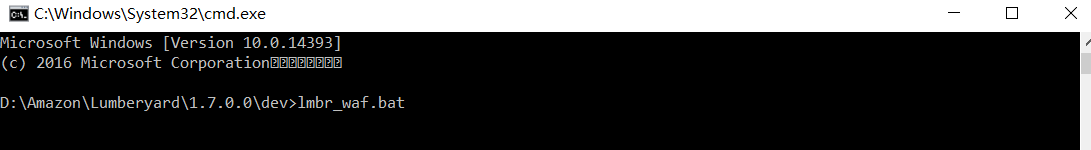 C:\Windows\System32\cmd.exe
Microsoft Windows [Version 10.0.14393]
(c) 2016 Microsoft Corporation
D:\Amazon\Lumberyard\1.7.0.0\dev>lmbr_waf.bat